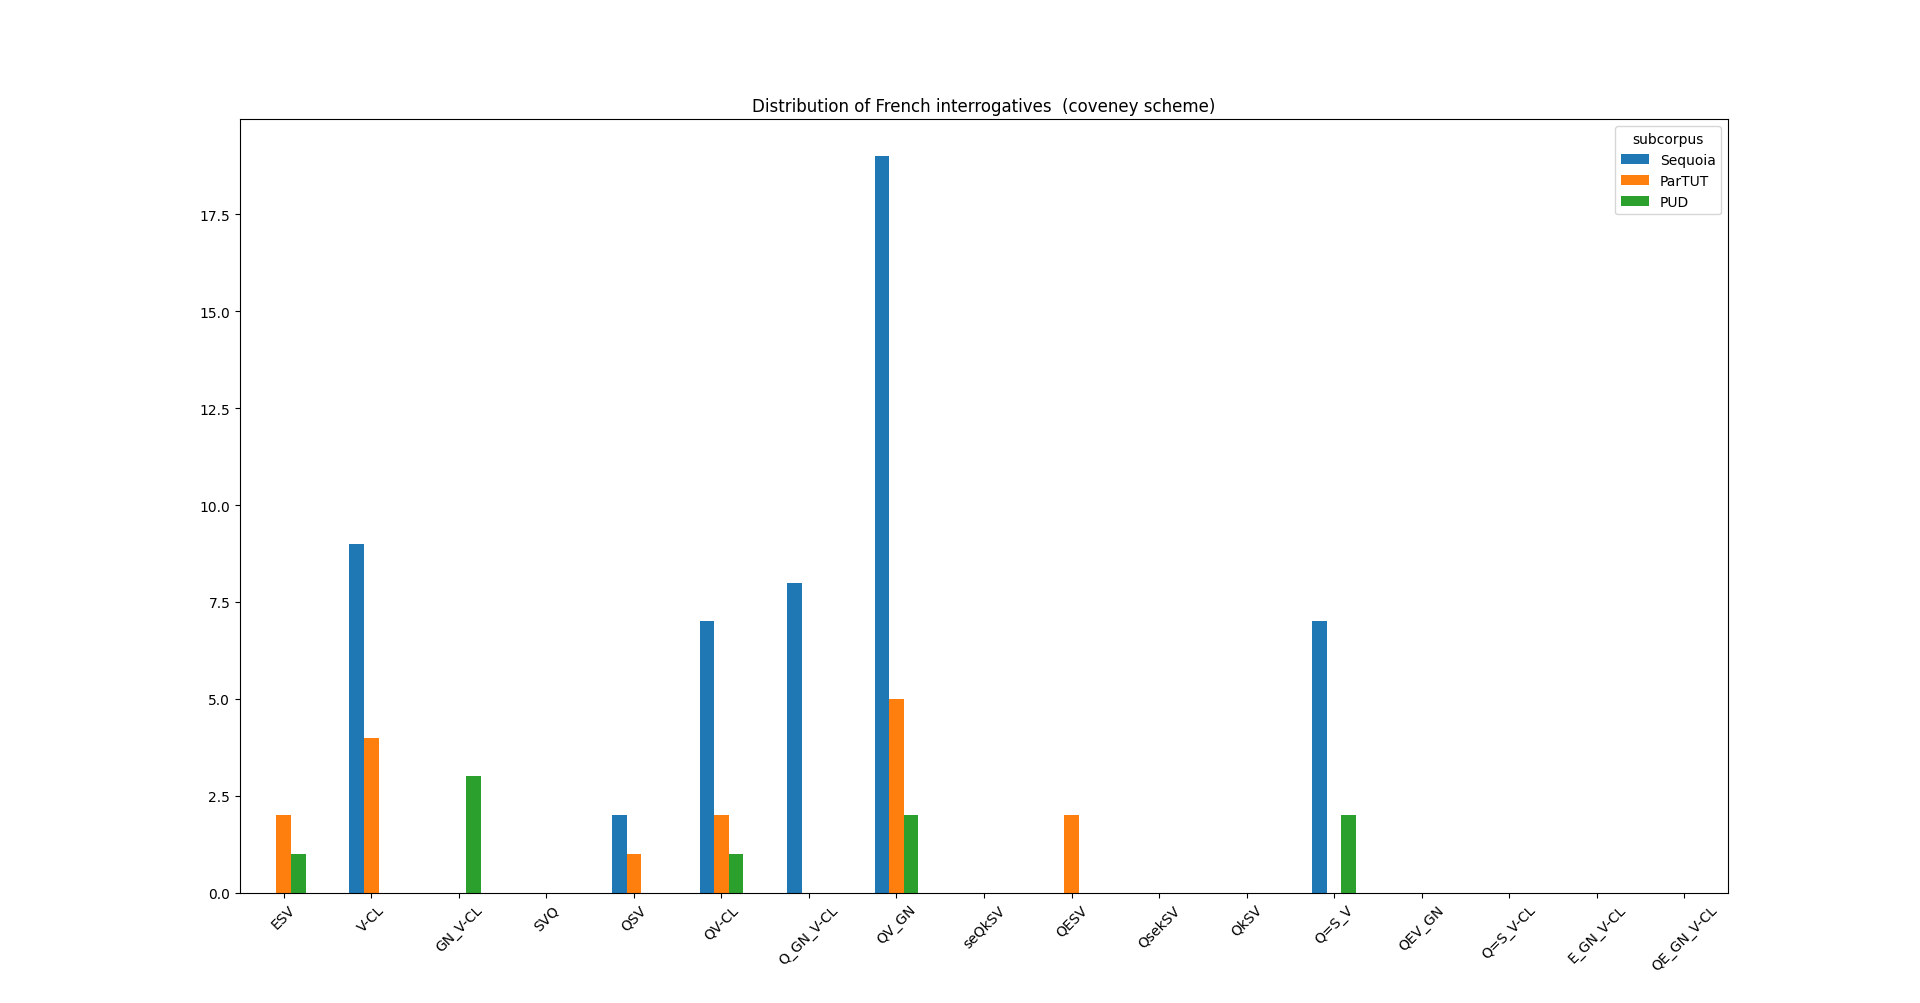 Distribution of French interrogatives  (coveney scheme)
subcorpus
Sequoia
ParTUT
PUD
17.5
15.0
12.5
10.0
7.5
5.0
2.5
0.0
ESV
V-CL
GN_V-CL
SVQ
QSV
QV-CL
Q_GN_V-CL
QV_GN
seQkSV
QESV
QsekSV
QkSV
Q=S_V
QEV_GN
Q=S_V-CL
E_GN_V-CL
QE_GN_V-CL